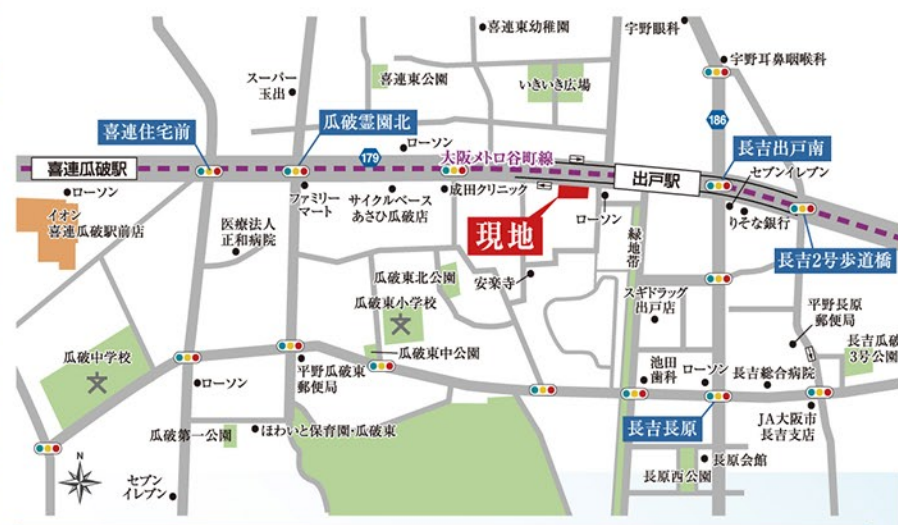 喜連東幼稚園
宇野眼科
宇野耳鼻咽喉科
スーパー
玉出
喜連東公園
いきいき広場
186
喜連住宅前
瓜破霊園北
ローソン
179
大阪メトロ谷町線
長吉出戸南
セブンイレブン
喜連瓜破駅
出戸駅
ローソン
ファミリー
マート
サイクルベース
あさひ瓜破店
成田クリニック
ローソン
りそな銀行
イオン
喜連瓜破駅前店
医療法人
正和病院
現地
緑地帯
長吉2号歩道橋
瓜破東北公園
安楽寺
瓜破東小学校
スギドラッグ
出戸店
平野長原
郵便局
瓜破中学校
瓜破東中公園
長吉瓜破
3号公園
ローソン
平野瓜破東
郵便局
池田
歯科
ローソン
長吉総合病院
瓜破第一公園
ほわいと保育園・瓜破東
長吉長原
JA大阪市
長吉支店
N
セブン
イレブン
長原会館
長原西公園